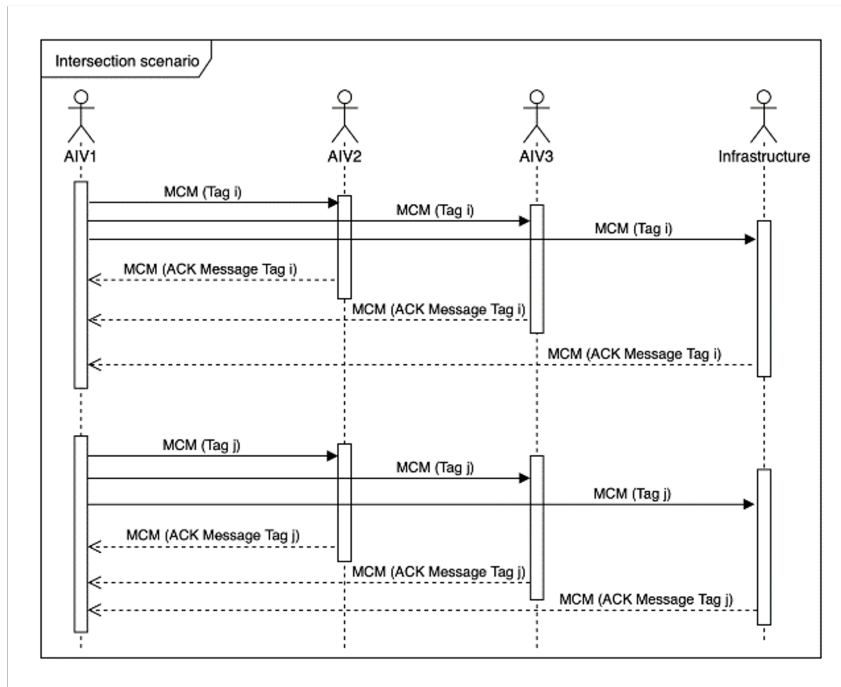 Intersection scenario
AIV1
AIV2
AIV3
Infrastructure
MCM (Tag i)
MCM (Tag i)
MCM (Tag i)
MCM (ACK Message Tag i)
MCM (ACK Message Tag i)
MCM (ACK Message Tag i)
MCM (Tag j)
MCM (Tag j)
MCM (Tag j)
MCM (ACK Message Tag j)
MCM (ACK Message Tag j)
MCM (ACK Message Tag j)